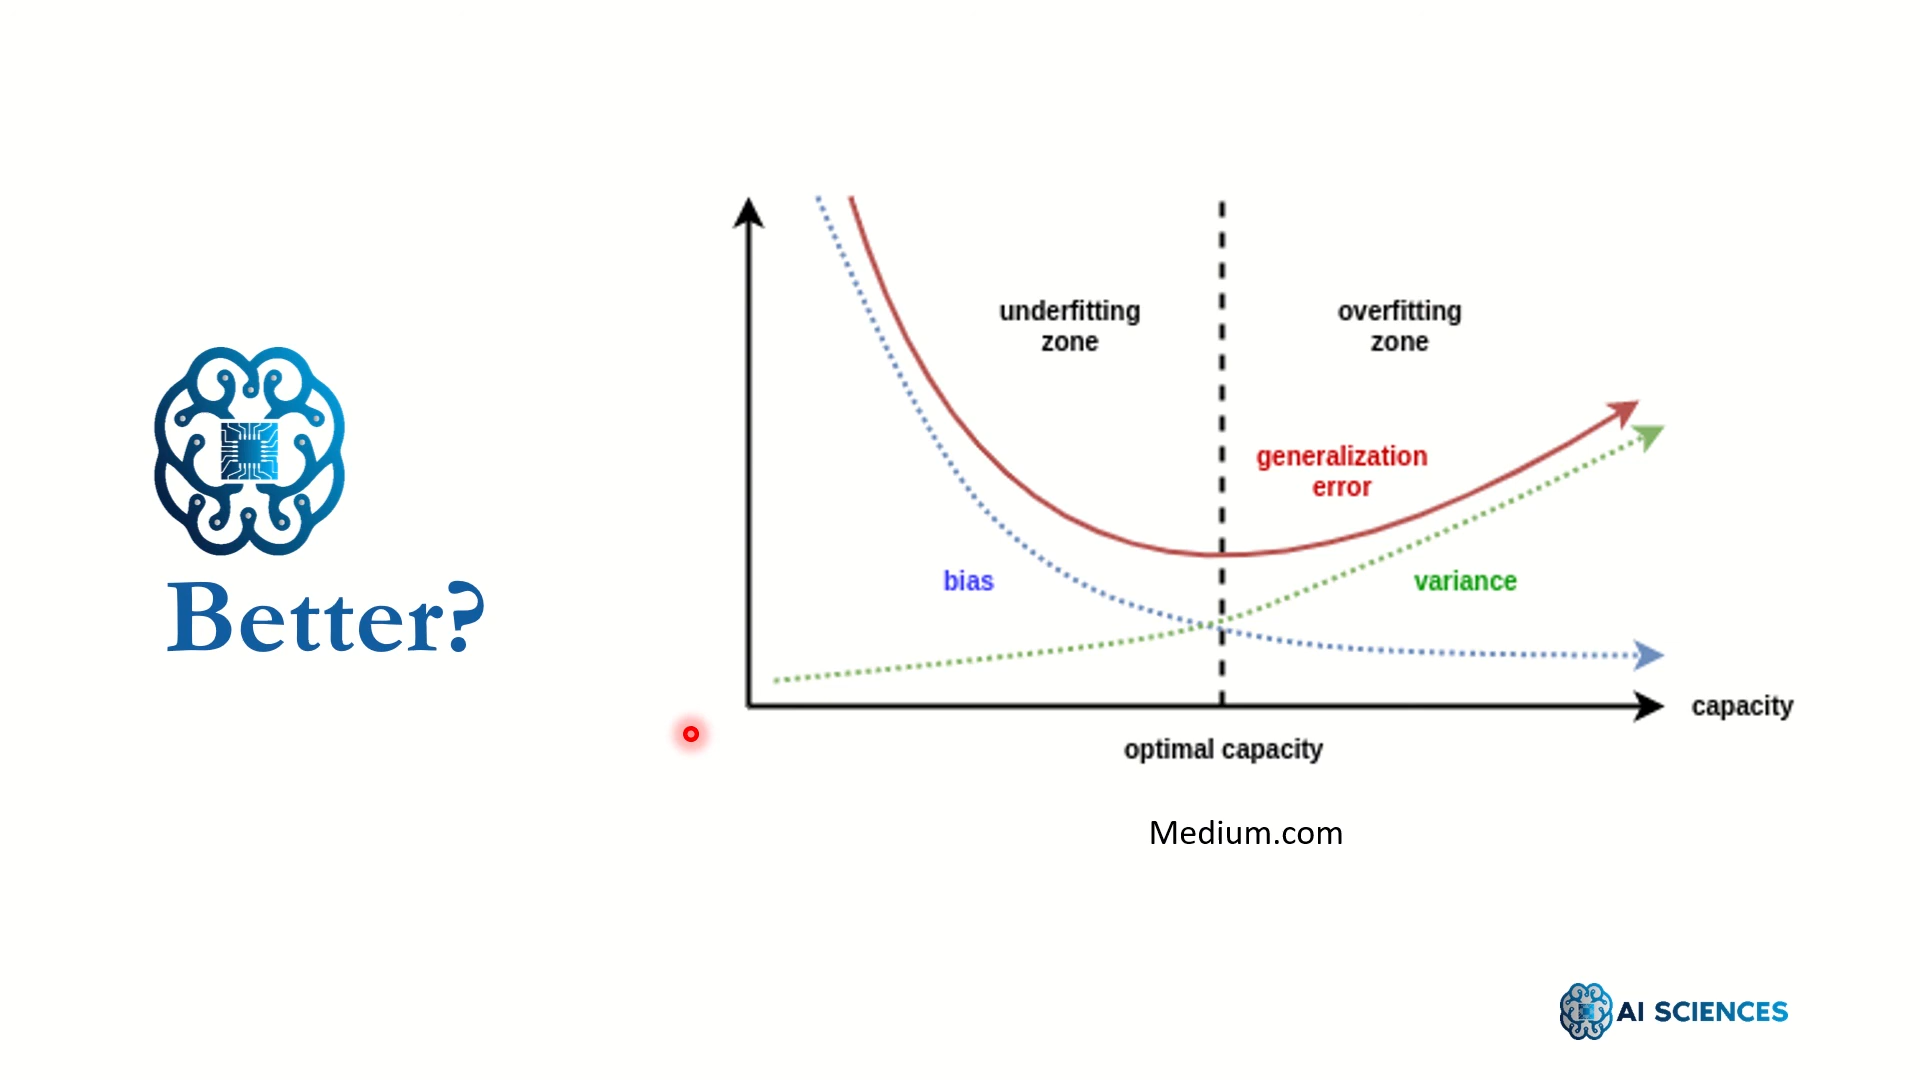 Better?
underfitting
zone
overfitting
zone
generalization
error
bias
variance
capacity
optimal capacity
Medium.com
AI SCIENCES